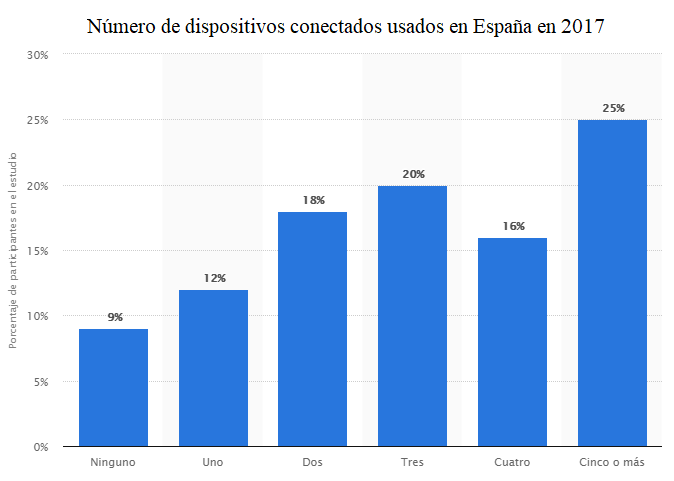 Número de dispositivos conectados usados en España en 2017
Porcentaje de participantes en el estudio
30%
25%
20%
15%
10%
5%
0%
9%
12%
18%
20%
16%
25%
Ninguno
Uno
Dos
Tres
Cuatro
Cinco o más